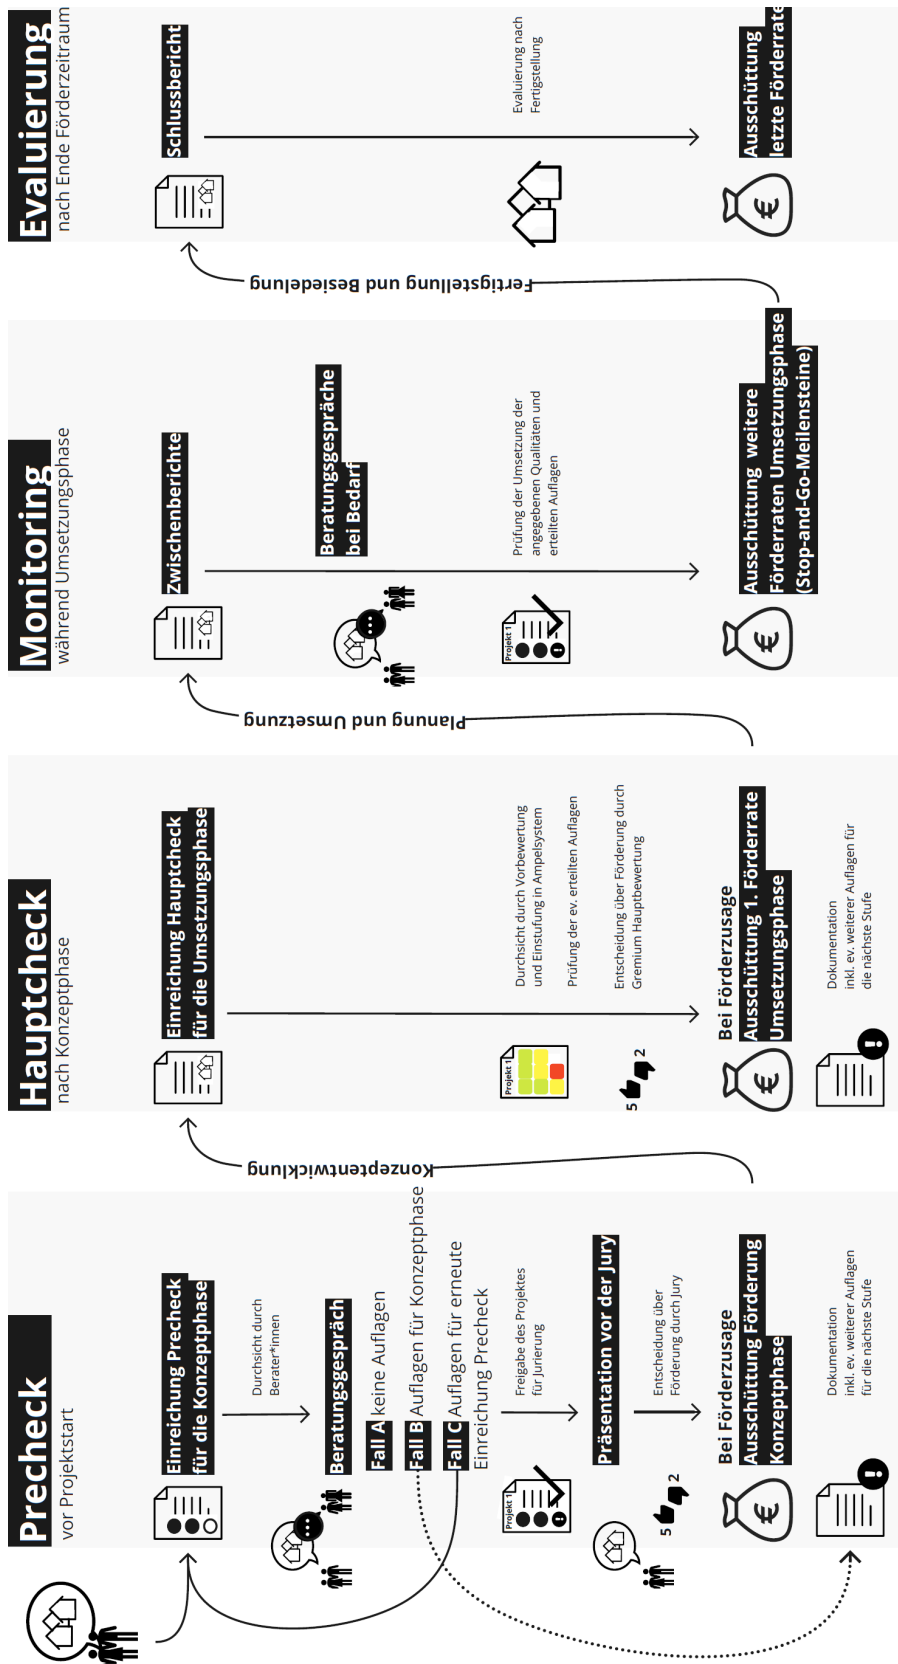 Precheck
vor Projektstart
Einreichung Precheck
für die Konzeptphase
Durchsicht durch
Berater*innen
Beratungsgespräch
Fall A keine Auflagen
Fall B Auflagen für Konzeptphase
Fall C Auflagen für erneute
Einreichung Precheck
Projekt 1
Freigabe des Projektes
für Jurierung
Präsentation vor der Jury
5 2
Entscheidung über
Förderung durch Jury
Bei Förderzusage
Ausschüttung Förderung
Konzeptphase
€
Dokumentation
inkl. ev. weiterer Auflagen
für die nächste Stufe
!
Konzeptentwicklung
Hauptcheck
nach Konzeptphase
Einreichung Hauptcheck
für die Umsetzungsphase
Projekt 1
Durchsicht durch Vorbewertung
und Einstufung in Ampelsystem
Prüfung der ev. erteilten Auflagen
5 2
Entscheidung über Förderung durch
Gremium Hauptbewertung
Bei Förderzusage
Ausschüttung 1. Förderrate
Umsetzungsphase
€
Dokumentation
inkl. ev. weiterer Auflagen für
die nächste Stufe
!
Planung und Umsetzung
Monitoring
während Umsetzungsphase
Zwischenberichte
Beratungsgespräche
bei Bedarf
Projekt 1
Prüfung der Umsetzung der
angegebenen Qualitäten und
erteilten Auflagen
Ausschüttung weitere
Förderraten Umsetzungsphase
(Stop-and-Go-Meilensteine)
€
Fertigstellung und Besiedelung
Evaluierung
nach Ende Förderzeitraum
Schlussbericht
Evaluierung nach
Fertigstellung
Ausschüttung
letzte Förderrate
€